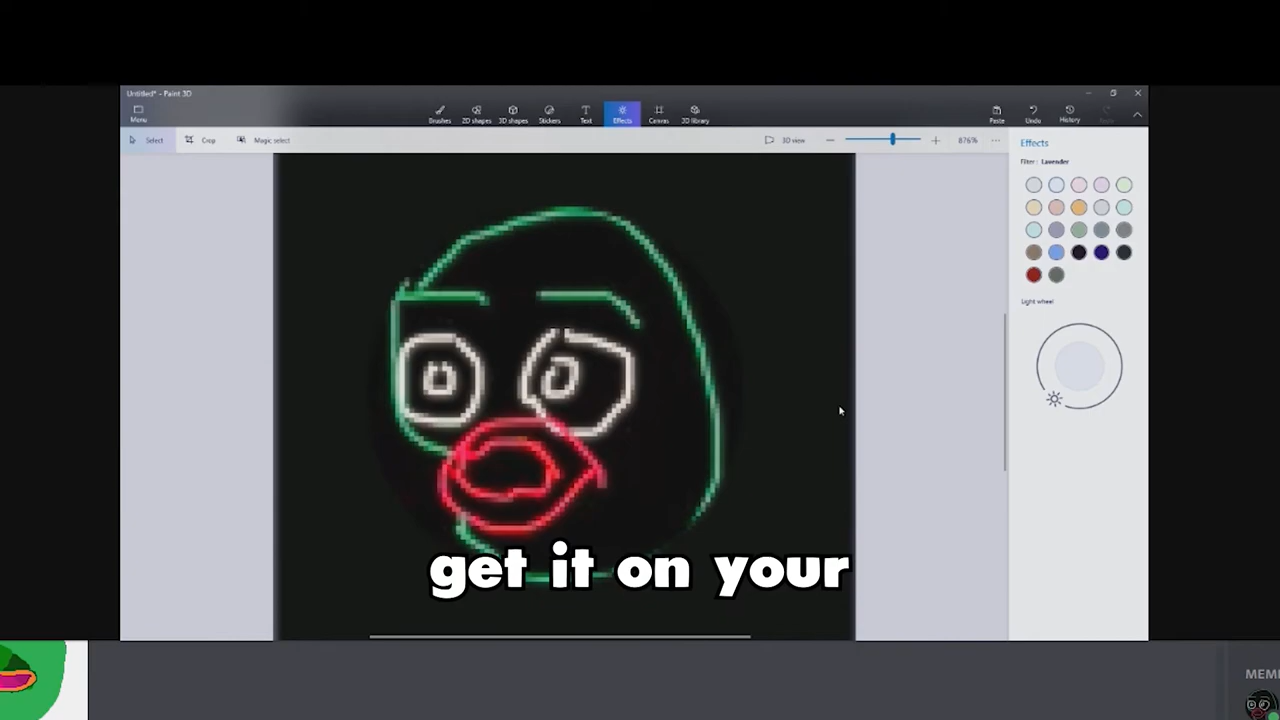 Untitled* - Paint 3D
Menu
Brushes 2D shapes 3D shapes Stickers Text Effects Canvas 3D library Paste Undo History
Select Crop Magic select 3D view 876% Effects
Filter: Lavender
Light wheel
get it on your
MEM